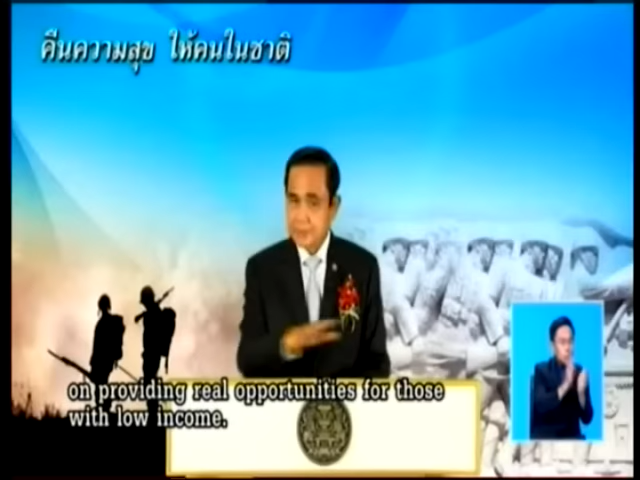 คืนความสุข ให้คนในชาติ
on providing real opportunities for those
with low income.